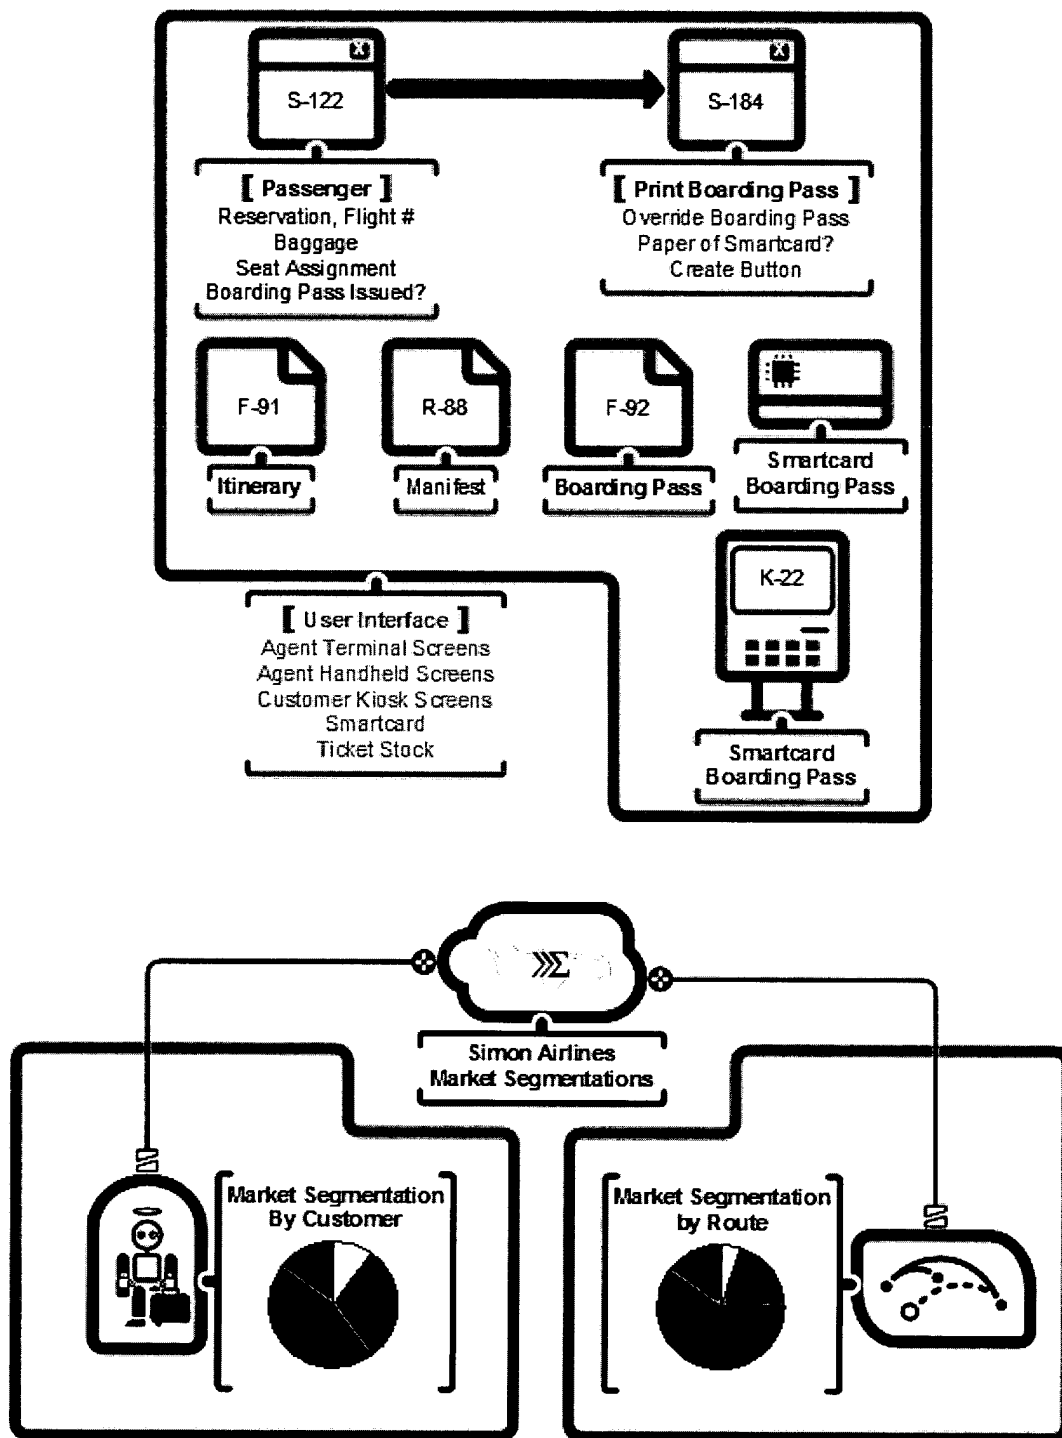 X
S-122
X
S-184
[ Passenger ]
Reservation, Flight #
Baggage
Seat Assignment
Boarding Pass Issued?
[ Print Boarding Pass ]
Override Boarding Pass
Paper of Smartcard?
Create Button
F-91
R-88
F-92
Itinerary
Manifest
Boarding Pass
Smartcard
Boarding Pass
K-22
[ User Interface ]
Agent Terminal Screens
Agent Handheld Screens
Customer Kiosk Screens
Smartcard
Ticket Stock
Smartcard
Boarding Pass
⟫Σ
Simon Airlines
Market Segmentations
Market Segmentation
By Customer
Market Segmentation
by Route